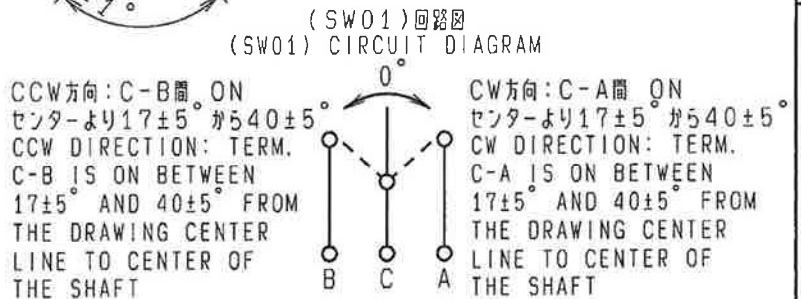 (SW01)回路図
(SW01) CIRCUIT DIAGRAM
CCW方向:C-B間 ON
センターより17±5°から40±5°
CCW DIRECTION: TERM.
C-B IS ON BETWEEN
17±5° AND 40±5° FROM
THE DRAWING CENTER
LINE TO CENTER OF
THE SHAFT
0°
B C A
CW方向:C-A間 ON
センターより17±5°から40±5°
CW DIRECTION: TERM.
C-A IS ON BETWEEN
17±5° AND 40±5° FROM
THE DRAWING CENTER
LINE TO CENTER OF
THE SHAFT